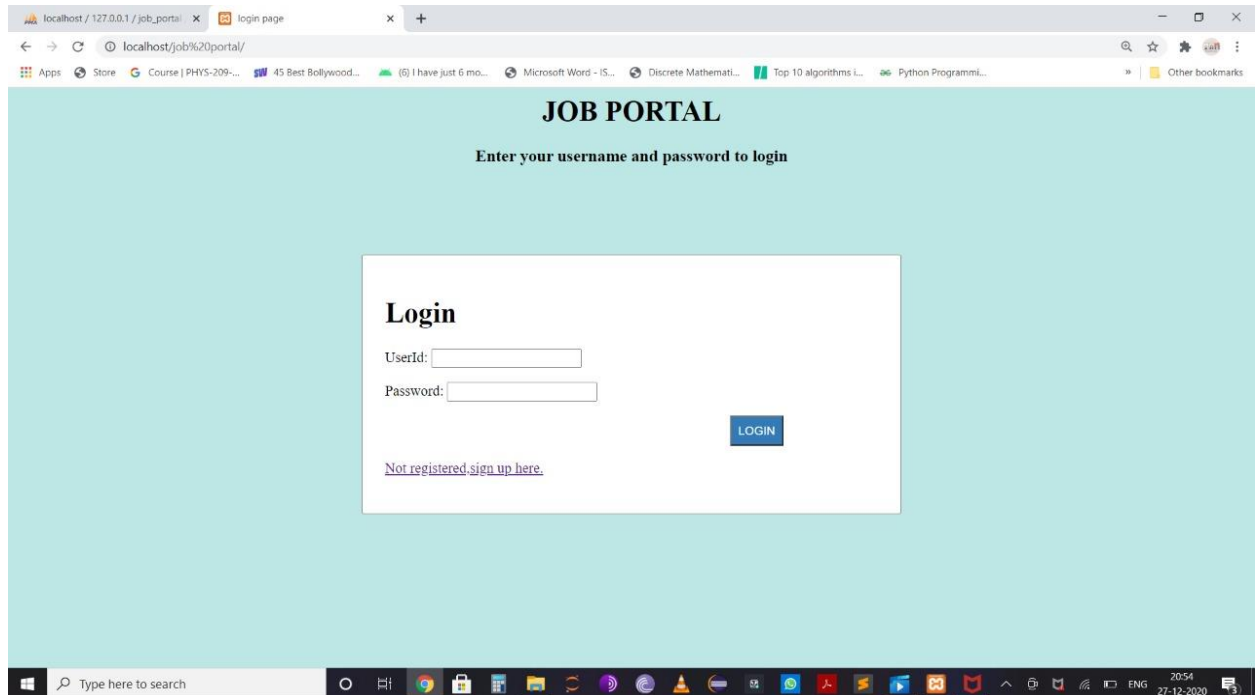 localhost / 127.0.0.1 / job_portal
login page
localhost/job%20portal/
Apps Store Course | PHYS-209-... 45 Best Bollywood... (6) I have just 6 mo... Microsoft Word - IS... Discrete Mathemati... Top 10 algorithms i... Python Programmi... » Other bookmarks
JOB PORTAL
Enter your username and password to login
Login
UserId:
Password:
LOGIN
Not registered,sign up here.
Type here to search
ENG
20:54
27-12-2020